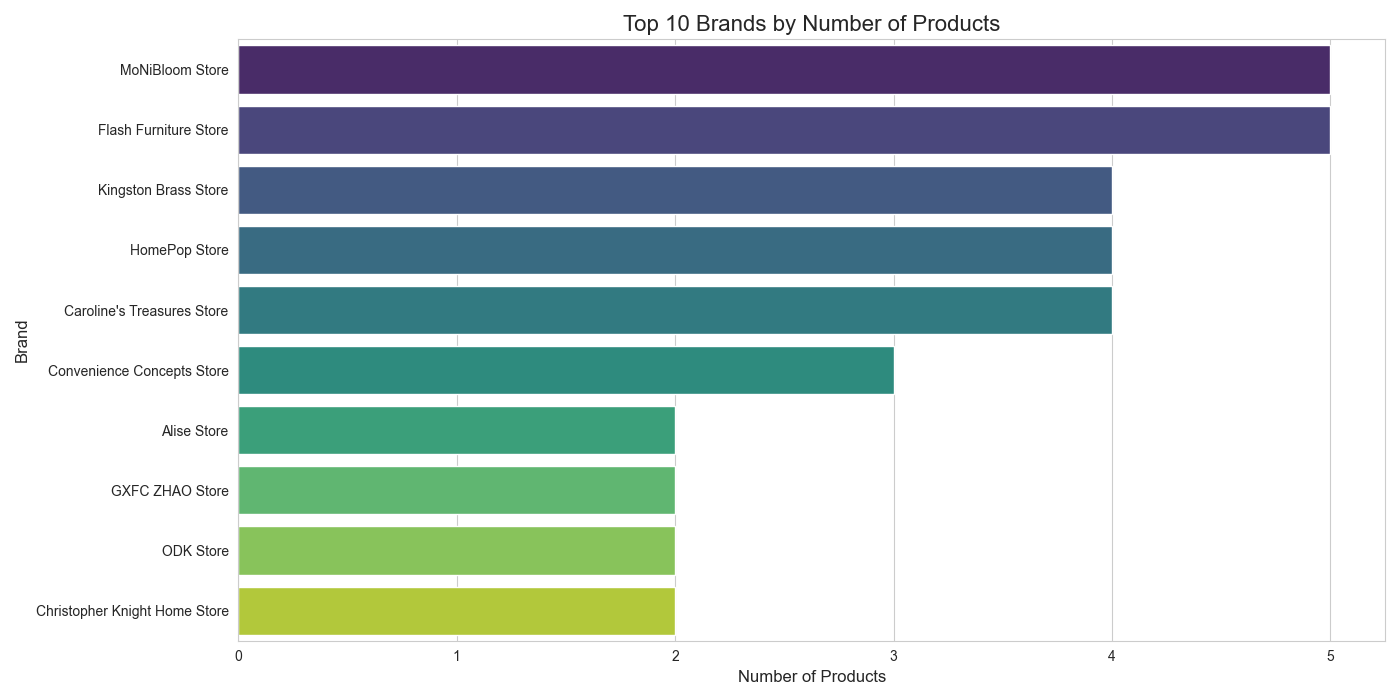 Top 10 Brands by Number of Products
Brand
MoNiBloom Store
Flash Furniture Store
Kingston Brass Store
HomePop Store
Caroline's Treasures Store
Convenience Concepts Store
Alise Store
GXFC ZHAO Store
ODK Store
Christopher Knight Home Store
0 1 2 3 4 5
Number of Products